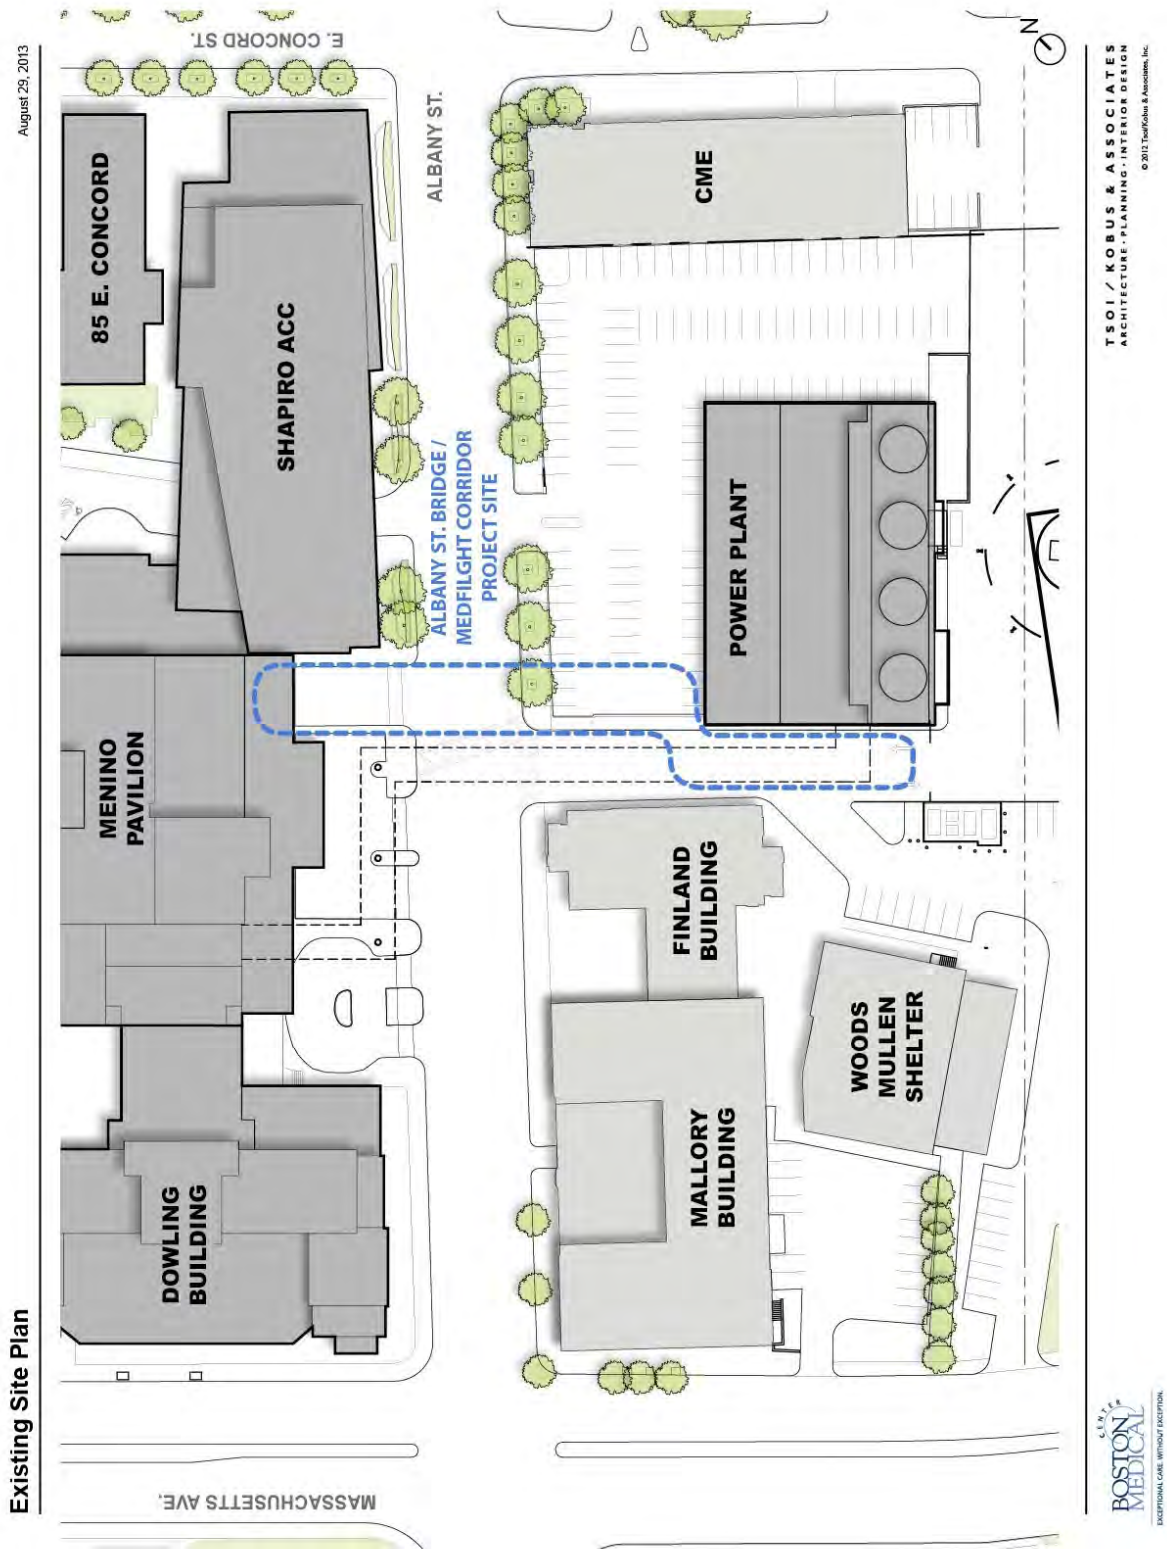 Existing Site Plan
August 29, 2013
MASSACHUSETTS AVE.
E. CONCORD ST.
ALBANY ST.
DOWLING
BUILDING
MENINO
PAVILION
85 E. CONCORD
SHAPIRO ACC
ALBANY ST. BRIDGE /
MEDFILGHT CORRIDOR
PROJECT SITE
MALLORY
BUILDING
FINLAND
BUILDING
WOODS
MULLEN
SHELTER
POWER PLANT
CME
N
BOSTON
MEDICAL
CENTER
EXCEPTIONAL CARE. WITHOUT EXCEPTION.
TSOI / KOBUS & ASSOCIATES
ARCHITECTURE • PLANNING • INTERIOR DESIGN
© 2012 Tsoi/Kobus & Associates, Inc.